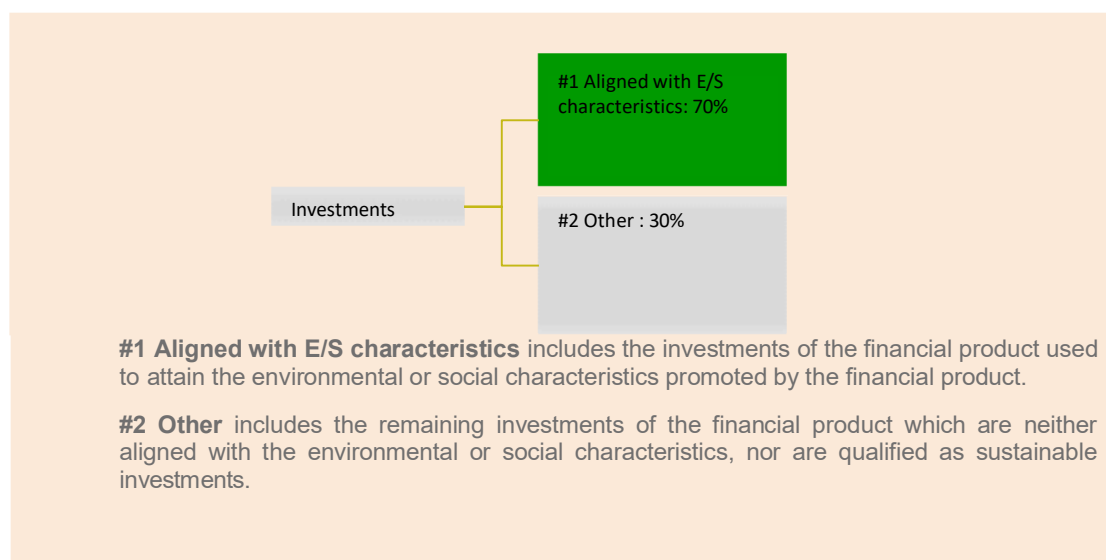 #1 Aligned with E/S
characteristics: 70%
Investments
#2 Other : 30%
#1 Aligned with E/S characteristics includes the investments of the financial product used
to attain the environmental or social characteristics promoted by the financial product.
#2 Other includes the remaining investments of the financial product which are neither
aligned with the environmental or social characteristics, nor are qualified as sustainable
investments.